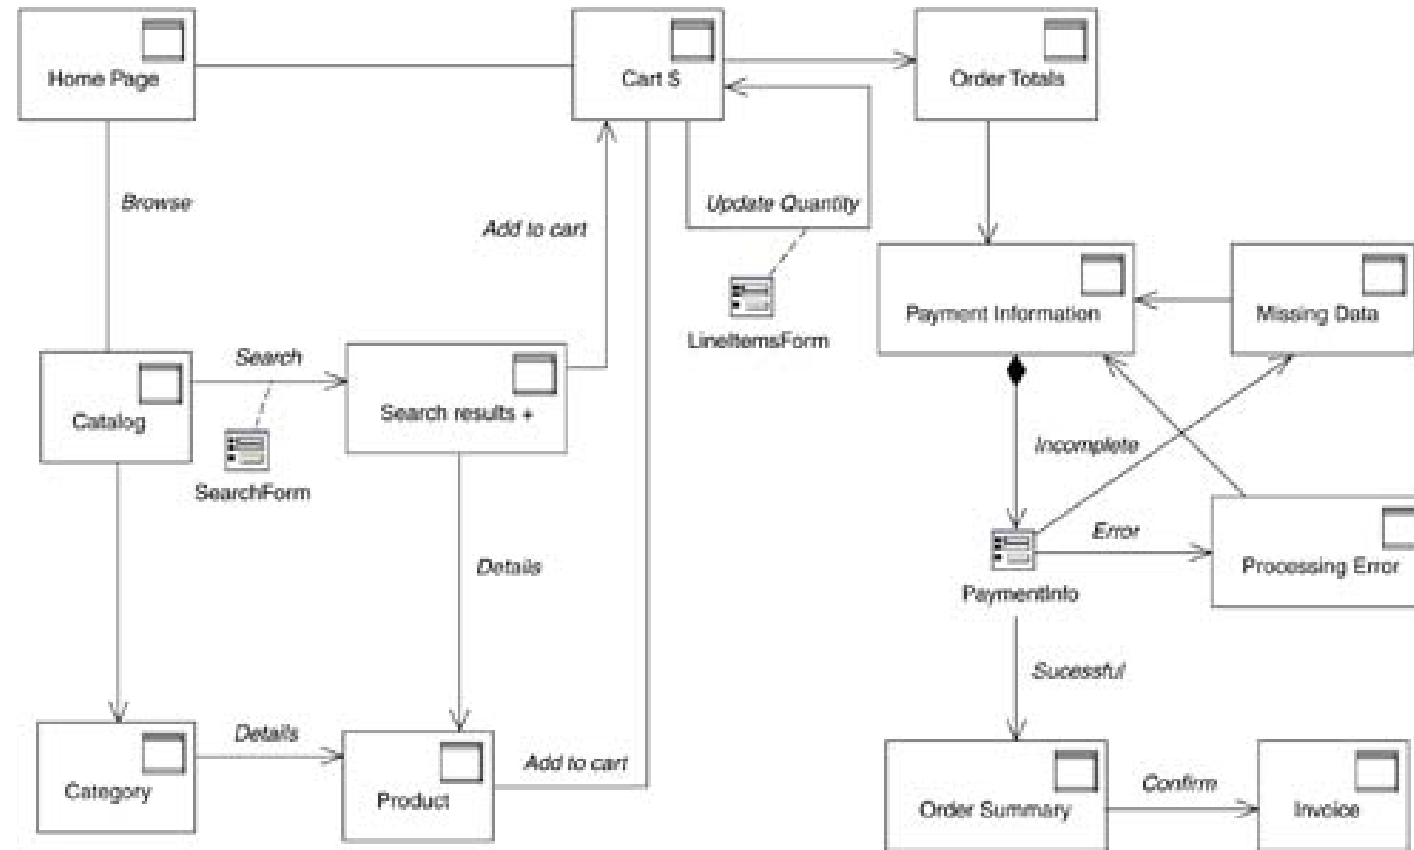 Home Page
Cart $
Order Totals
Browse
Add to cart
Update Quantity
LineItemsForm
Payment Information
Missing Data
Search
Catalog
Search results +
SearchForm
Incomplete
Error
Processing Error
Details
PaymentInfo
Sucessful
Details
Category
Product
Add to cart
Order Summary
Confirm
Invoice